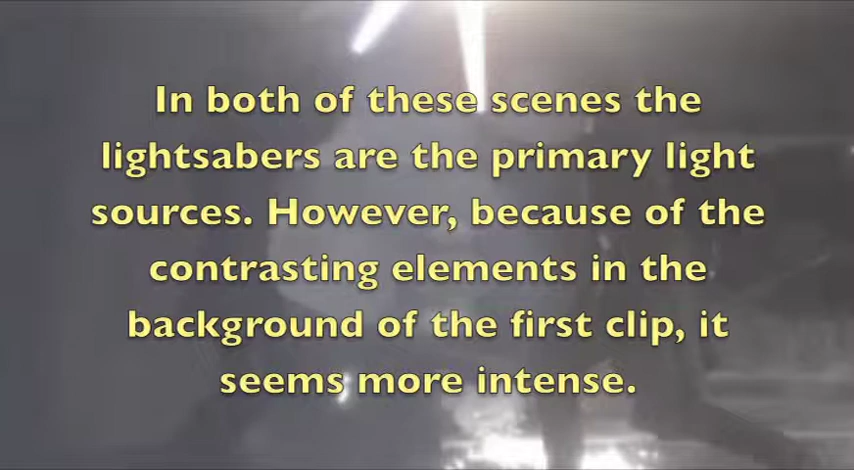 In both of these scenes the
lightsabers are the primary light
sources. However, because of the
contrasting elements in the
background of the first clip, it
seems more intense.